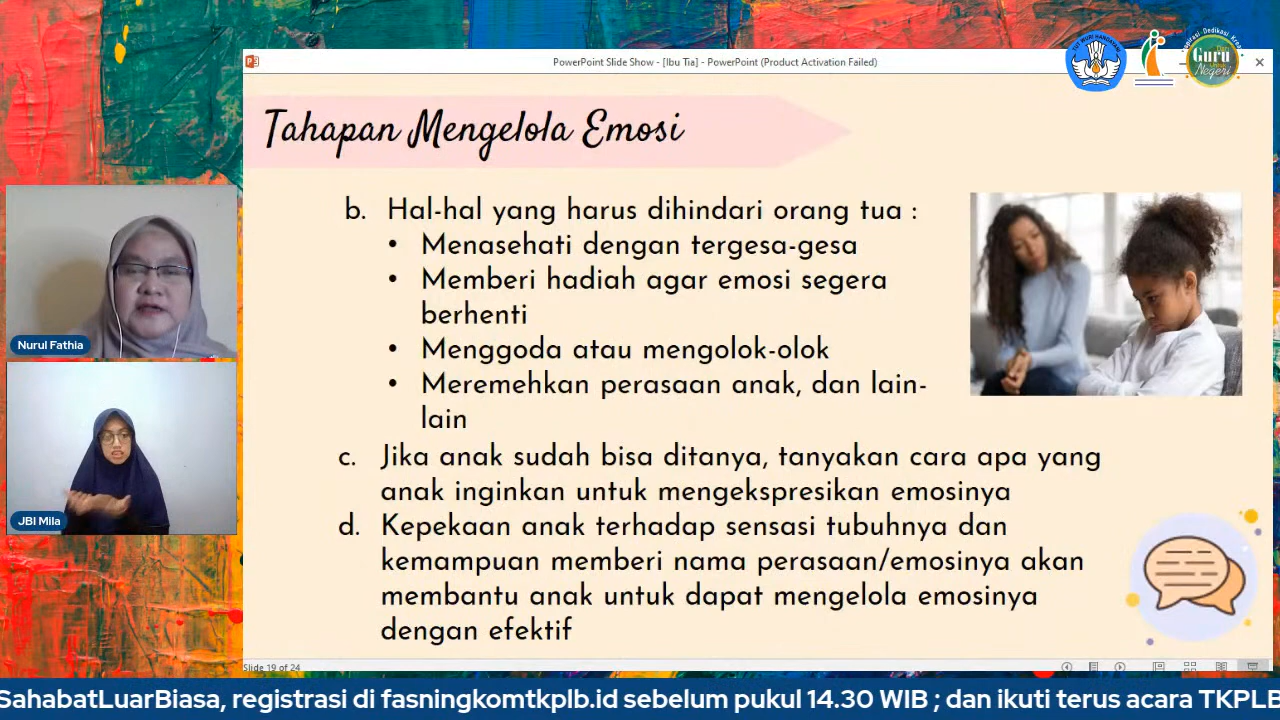 PowerPoint Slide Show - [Ibu Tia] - PowerPoint (Product Activation Failed)
Guru
Negeri
Tahapan Mengelola Emosi
b. Hal-hal yang harus dihindari orang tua :
• Menasehati dengan tergesa-gesa
• Memberi hadiah agar emosi segera
berhenti
• Menggoda atau mengolok-olok
• Meremehkan perasaan anak, dan lain-
lain
c. Jika anak sudah bisa ditanya, tanyakan cara apa yang
anak inginkan untuk mengekspresikan emosinya
d. Kepekaan anak terhadap sensasi tubuhnya dan
kemampuan memberi nama perasaan/emosinya akan
membantu anak untuk dapat mengelola emosinya
dengan efektif
Nurul Fathia
JBI Mila
Slide 19 of 24
SahabatLuarBiasa, registrasi di fasningkomtkplb.id sebelum pukul 14.30 WIB ; dan ikuti terus acara TKPLB